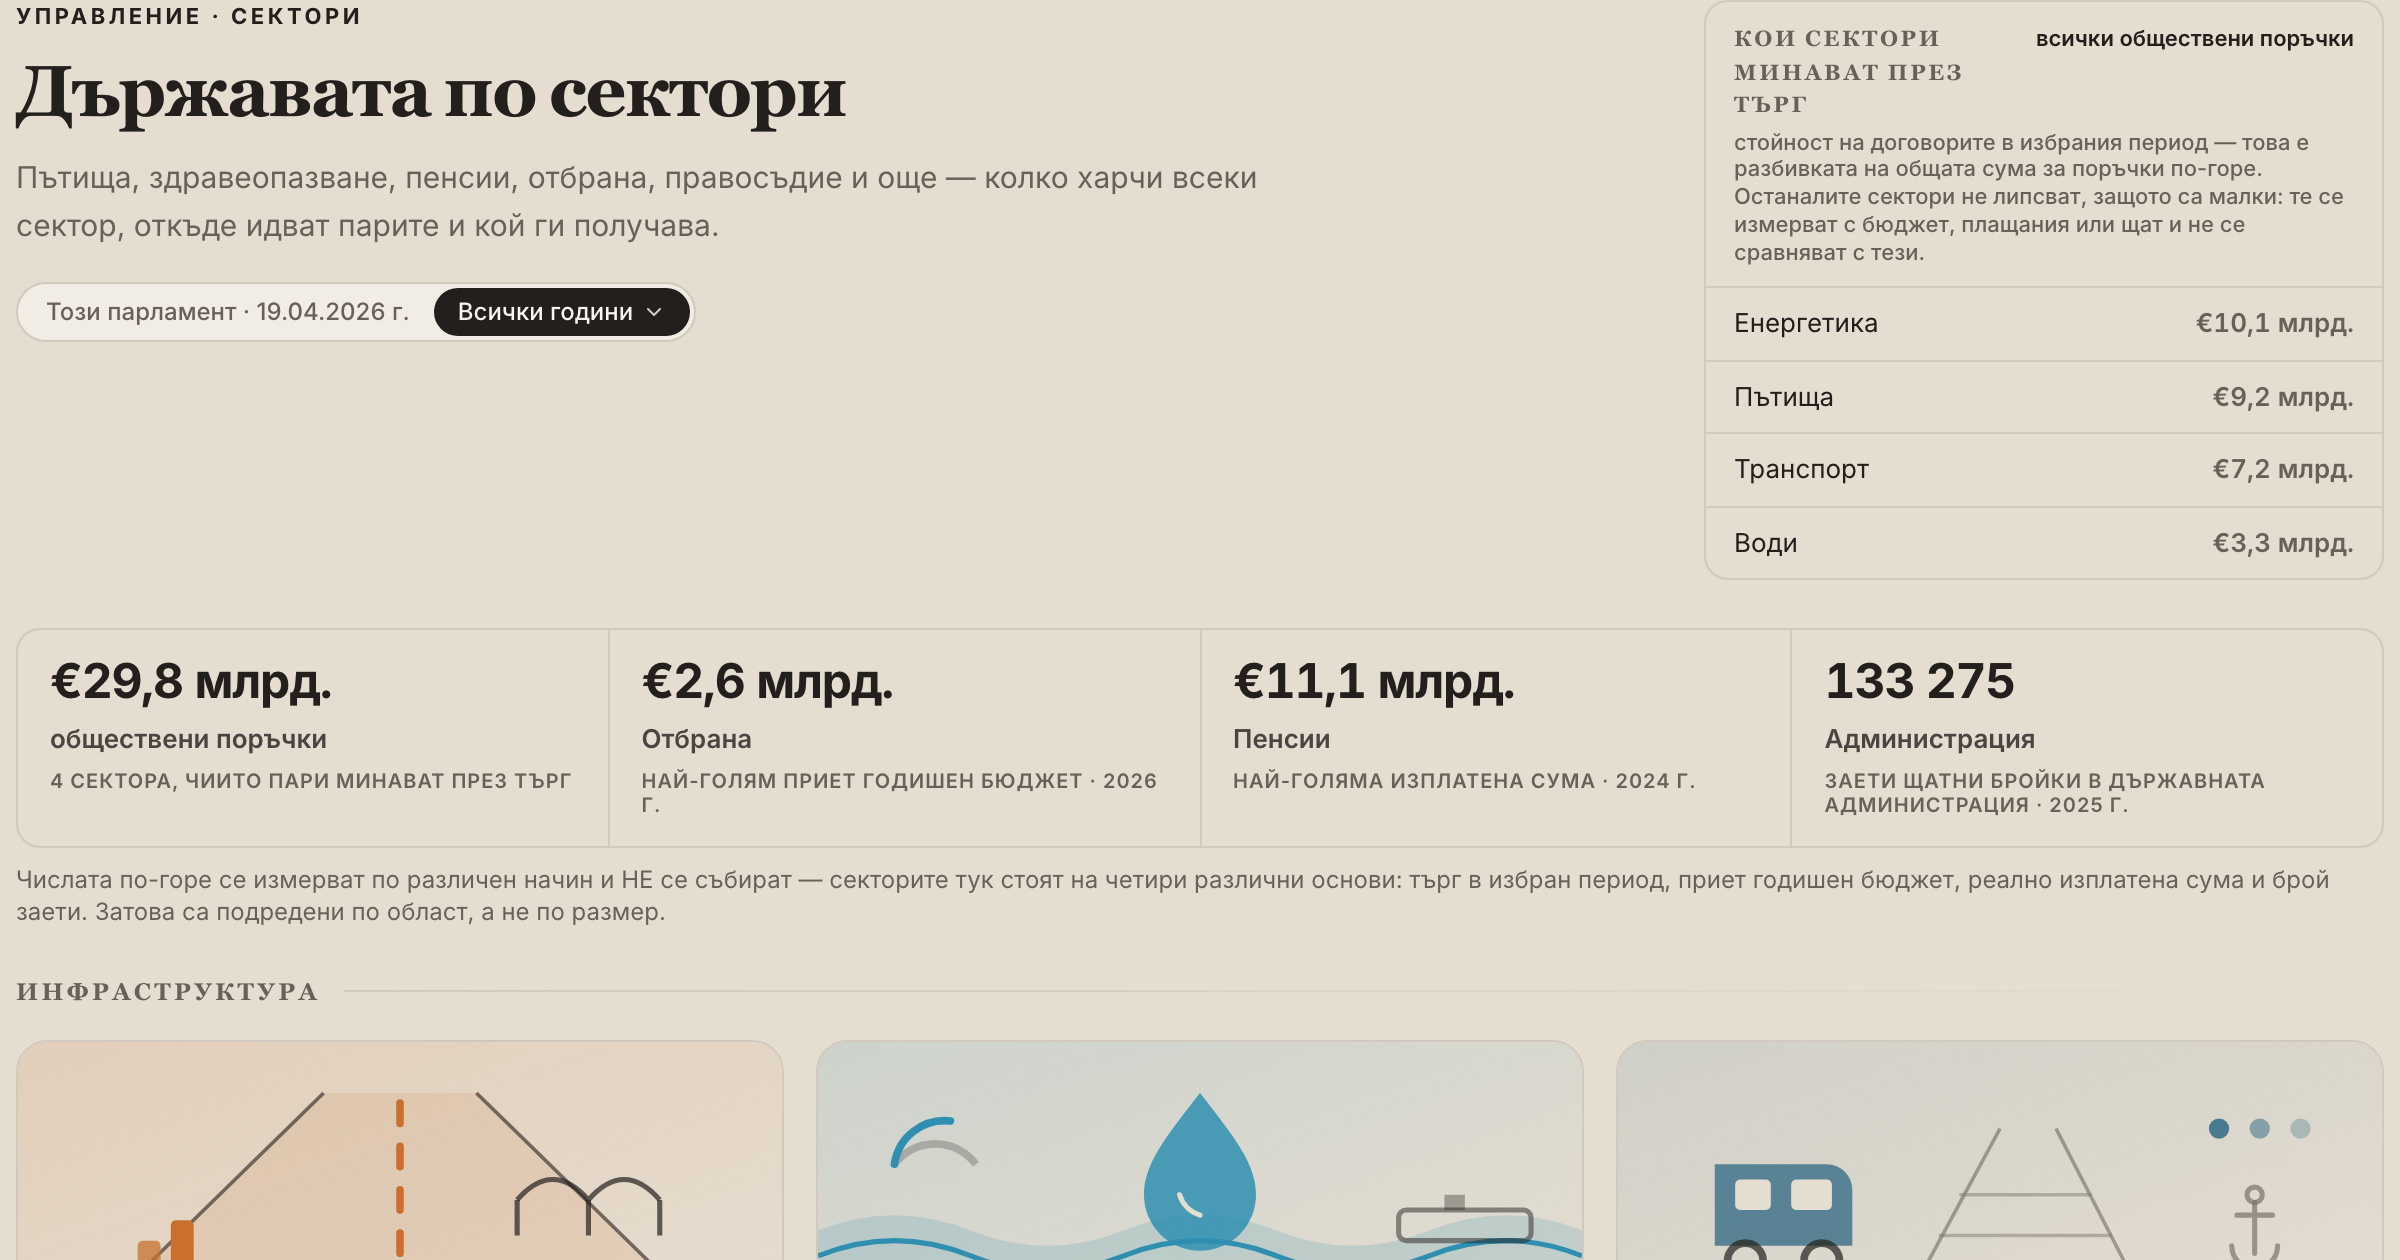 УПРАВЛЕНИЕ · СЕКТОРИ
Държавата по сектори
Пътища, здравеопазване, пенсии, отбрана, правосъдие и още — колко харчи всеки
сектор, откъде идват парите и кой ги получава.
Този парламент · 19.04.2026 г.
Всички години
КОИ СЕКТОРИ
МИНАВАТ ПРЕЗ
ТЪРГ
всички обществени поръчки
стойност на договорите в избрания период — това е
разбивката на общата сума за поръчки по-горе.
Останалите сектори не липсват, защото са малки: те се
измерват с бюджет, плащания или щат и не се
сравняват с тези.
Енергетика €10,1 млрд.
Пътища €9,2 млрд.
Транспорт €7,2 млрд.
Води €3,3 млрд.
€29,8 млрд.
обществени поръчки
4 СЕКТОРА, ЧИИТО ПАРИ МИНАВАТ ПРЕЗ ТЪРГ
€2,6 млрд.
Отбрана
НАЙ-ГОЛЯМ ПРИЕТ ГОДИШЕН БЮДЖЕТ · 2026
Г.
€11,1 млрд.
Пенсии
НАЙ-ГОЛЯМА ИЗПЛАТЕНА СУМА · 2024 Г.
133 275
Администрация
ЗАЕТИ ЩАТНИ БРОЙКИ В ДЪРЖАВНАТА
АДМИНИСТРАЦИЯ · 2025 Г.
Числата по-горе се измерват по различен начин и НЕ се събират — секторите тук стоят на четири различни основи: търг в избран период, приет годишен бюджет, реално изплатена сума и брой
заети. Затова са подредени по област, а не по размер.
ИНФРАСТРУКТУРА